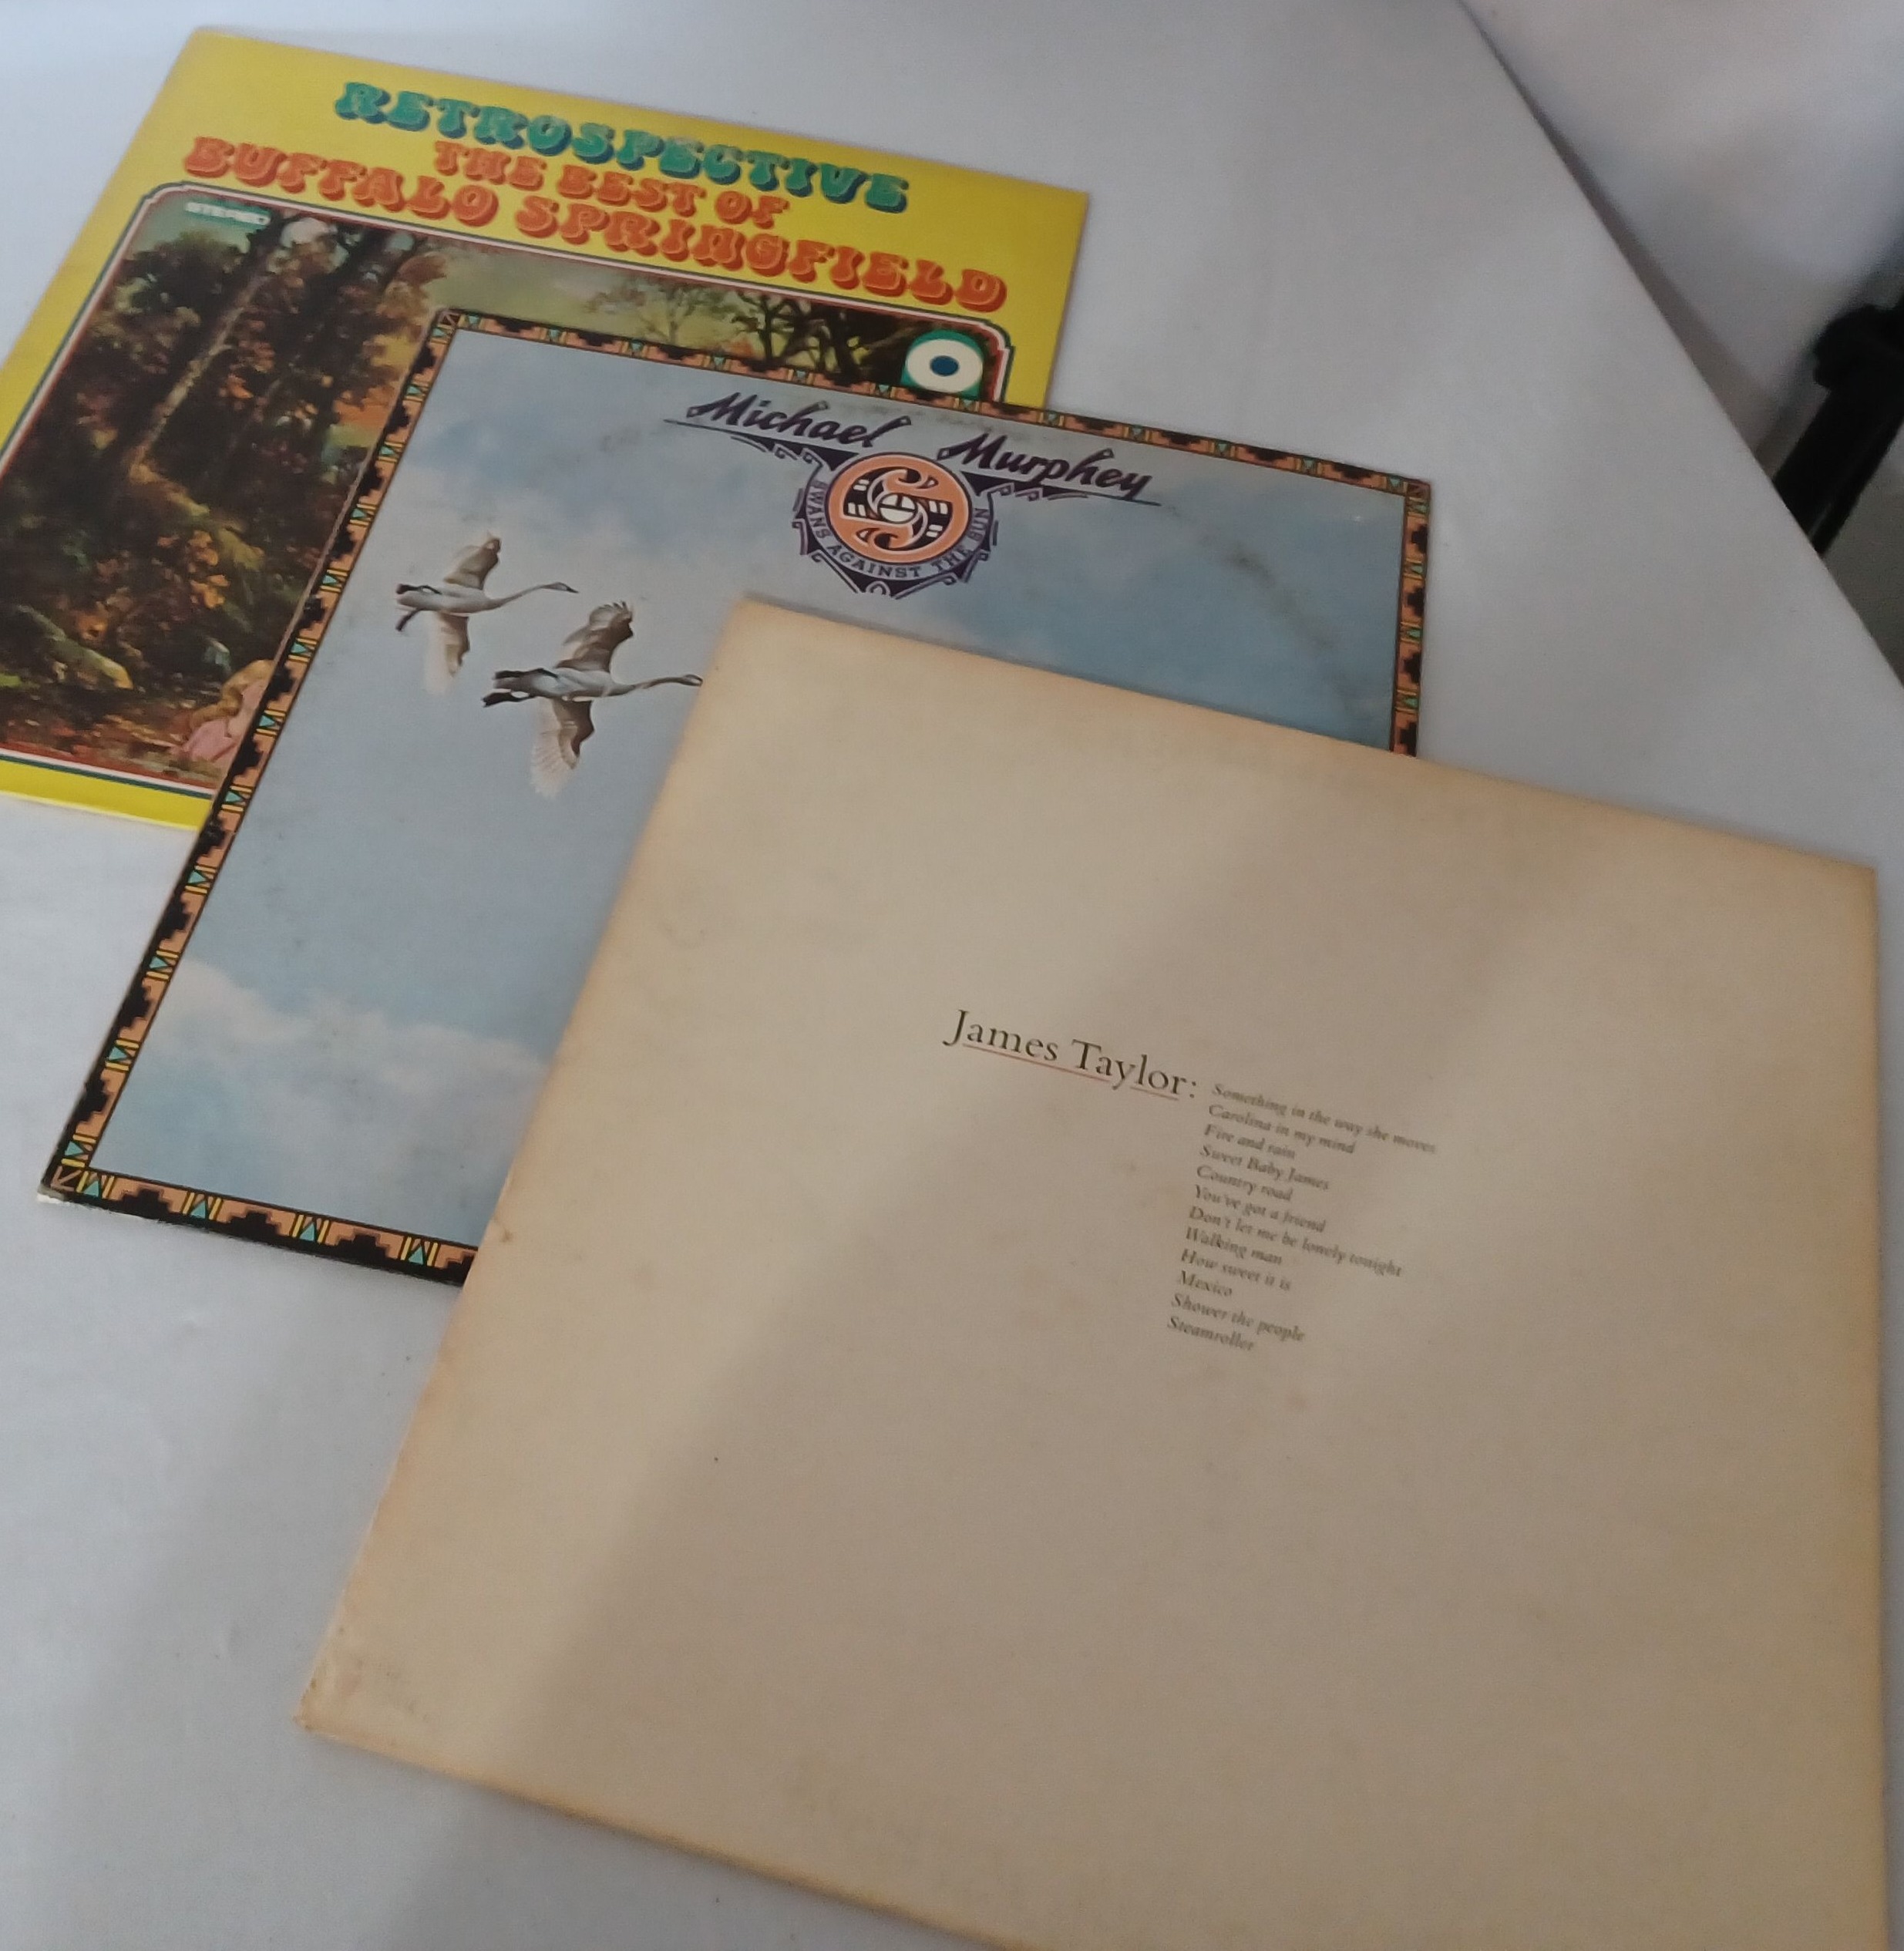 RETROSPECTIVE
THE BEST OF
BUFFALO SPRINGFIELD
STEREO
Michael Murphey
SWANS AGAINST THE SUN
James Taylor:
Something in the way she moves
Carolina in my mind
Fire and rain
Sweet Baby James
Country road
You've got a friend
Don't let me be lonely tonight
Walking man
How sweet it is
Mexico
Shower the people
Steamroller